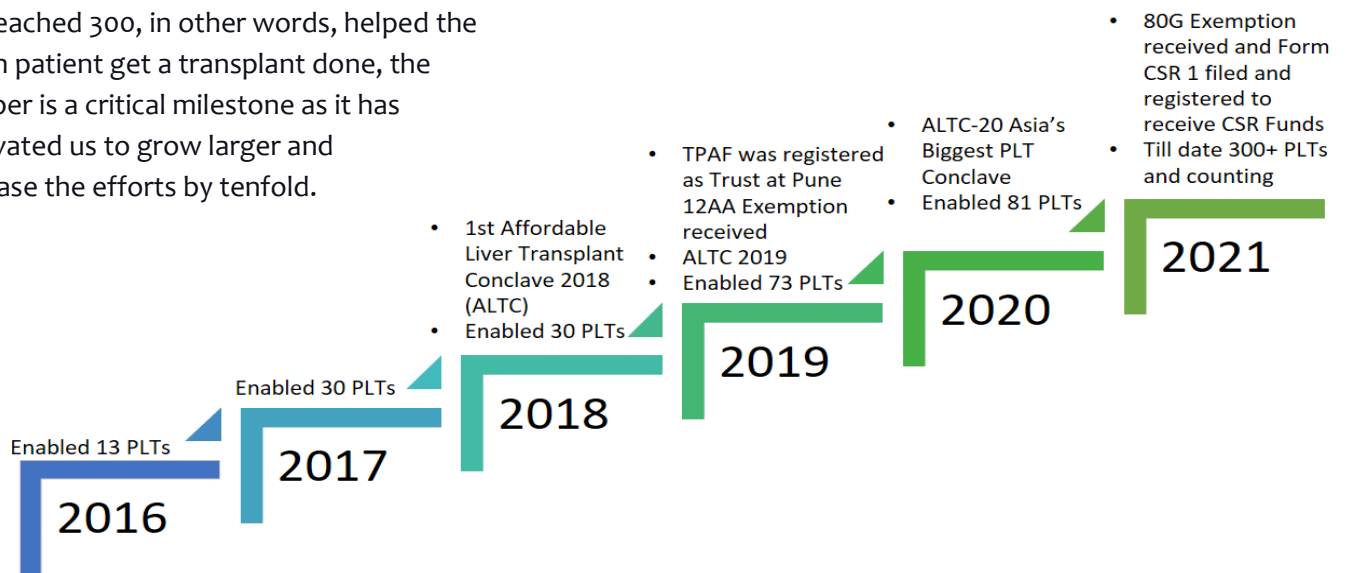 eached 300, in other words, helped the
patient get a transplant done, the
is a critical milestone as it has
us to grow larger and
the efforts by tenfold.
Enabled 13 PLTs
2016
Enabled 30 PLTs
2017
• 1st Affordable
Liver Transplant
Conclave 2018
(ALTC)
• Enabled 30 PLTs
2018
• TPAF was registered
as Trust at Pune
12AA Exemption
received
• ALTC 2019
• Enabled 73 PLTs
2019
• ALTC-20 Asia’s
Biggest PLT
Conclave
• Enabled 81 PLTs
2020
• 80G Exemption
received and Form
CSR 1 filed and
registered to
receive CSR Funds
• Till date 300+ PLTs
and counting
2021